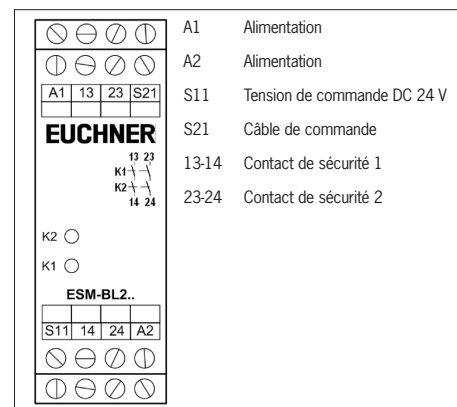 A1 13 23 S21
EUCHNER
13 23
K1
K2
14 24
K2
K1
ESM-BL2..
S11 14 24 A2
A1 Alimentation
A2 Alimentation
S11 Tension de commande DC 24 V
S21 Câble de commande
13-14 Contact de sécurité 1
23-24 Contact de sécurité 2